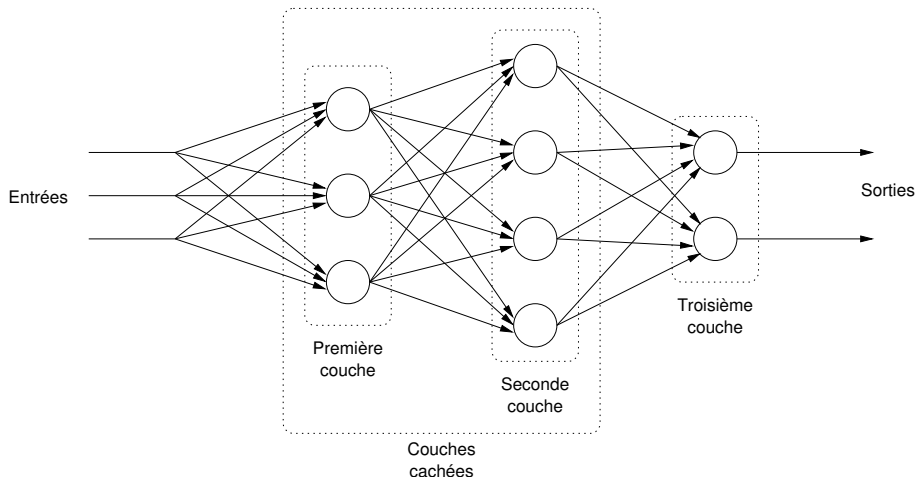 Entrées
Sorties
Première
couche
Seconde
couche
Troisième
couche
Couches
cachées